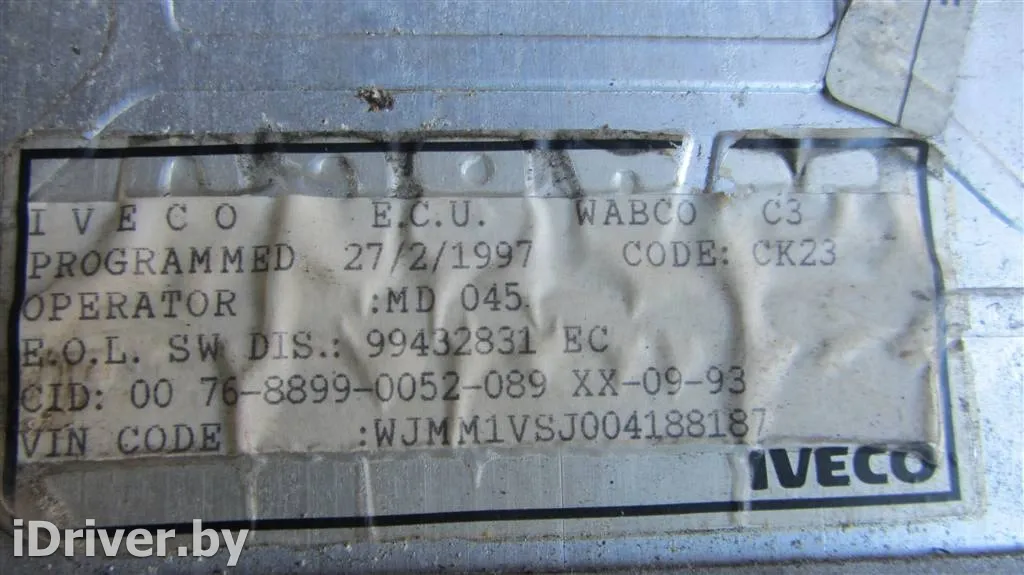 IVECO E.C.U. WABCO C3
PROGRAMMED 27/2/1997 CODE: CK23
OPERATOR :MD 045
E.O.L. SW DIS.: 99432831 EC
CID: 00 76-8899-0052-089 XX-09-93
VIN CODE :WJMM1VSJ004188187
IVECO
iDriver.by